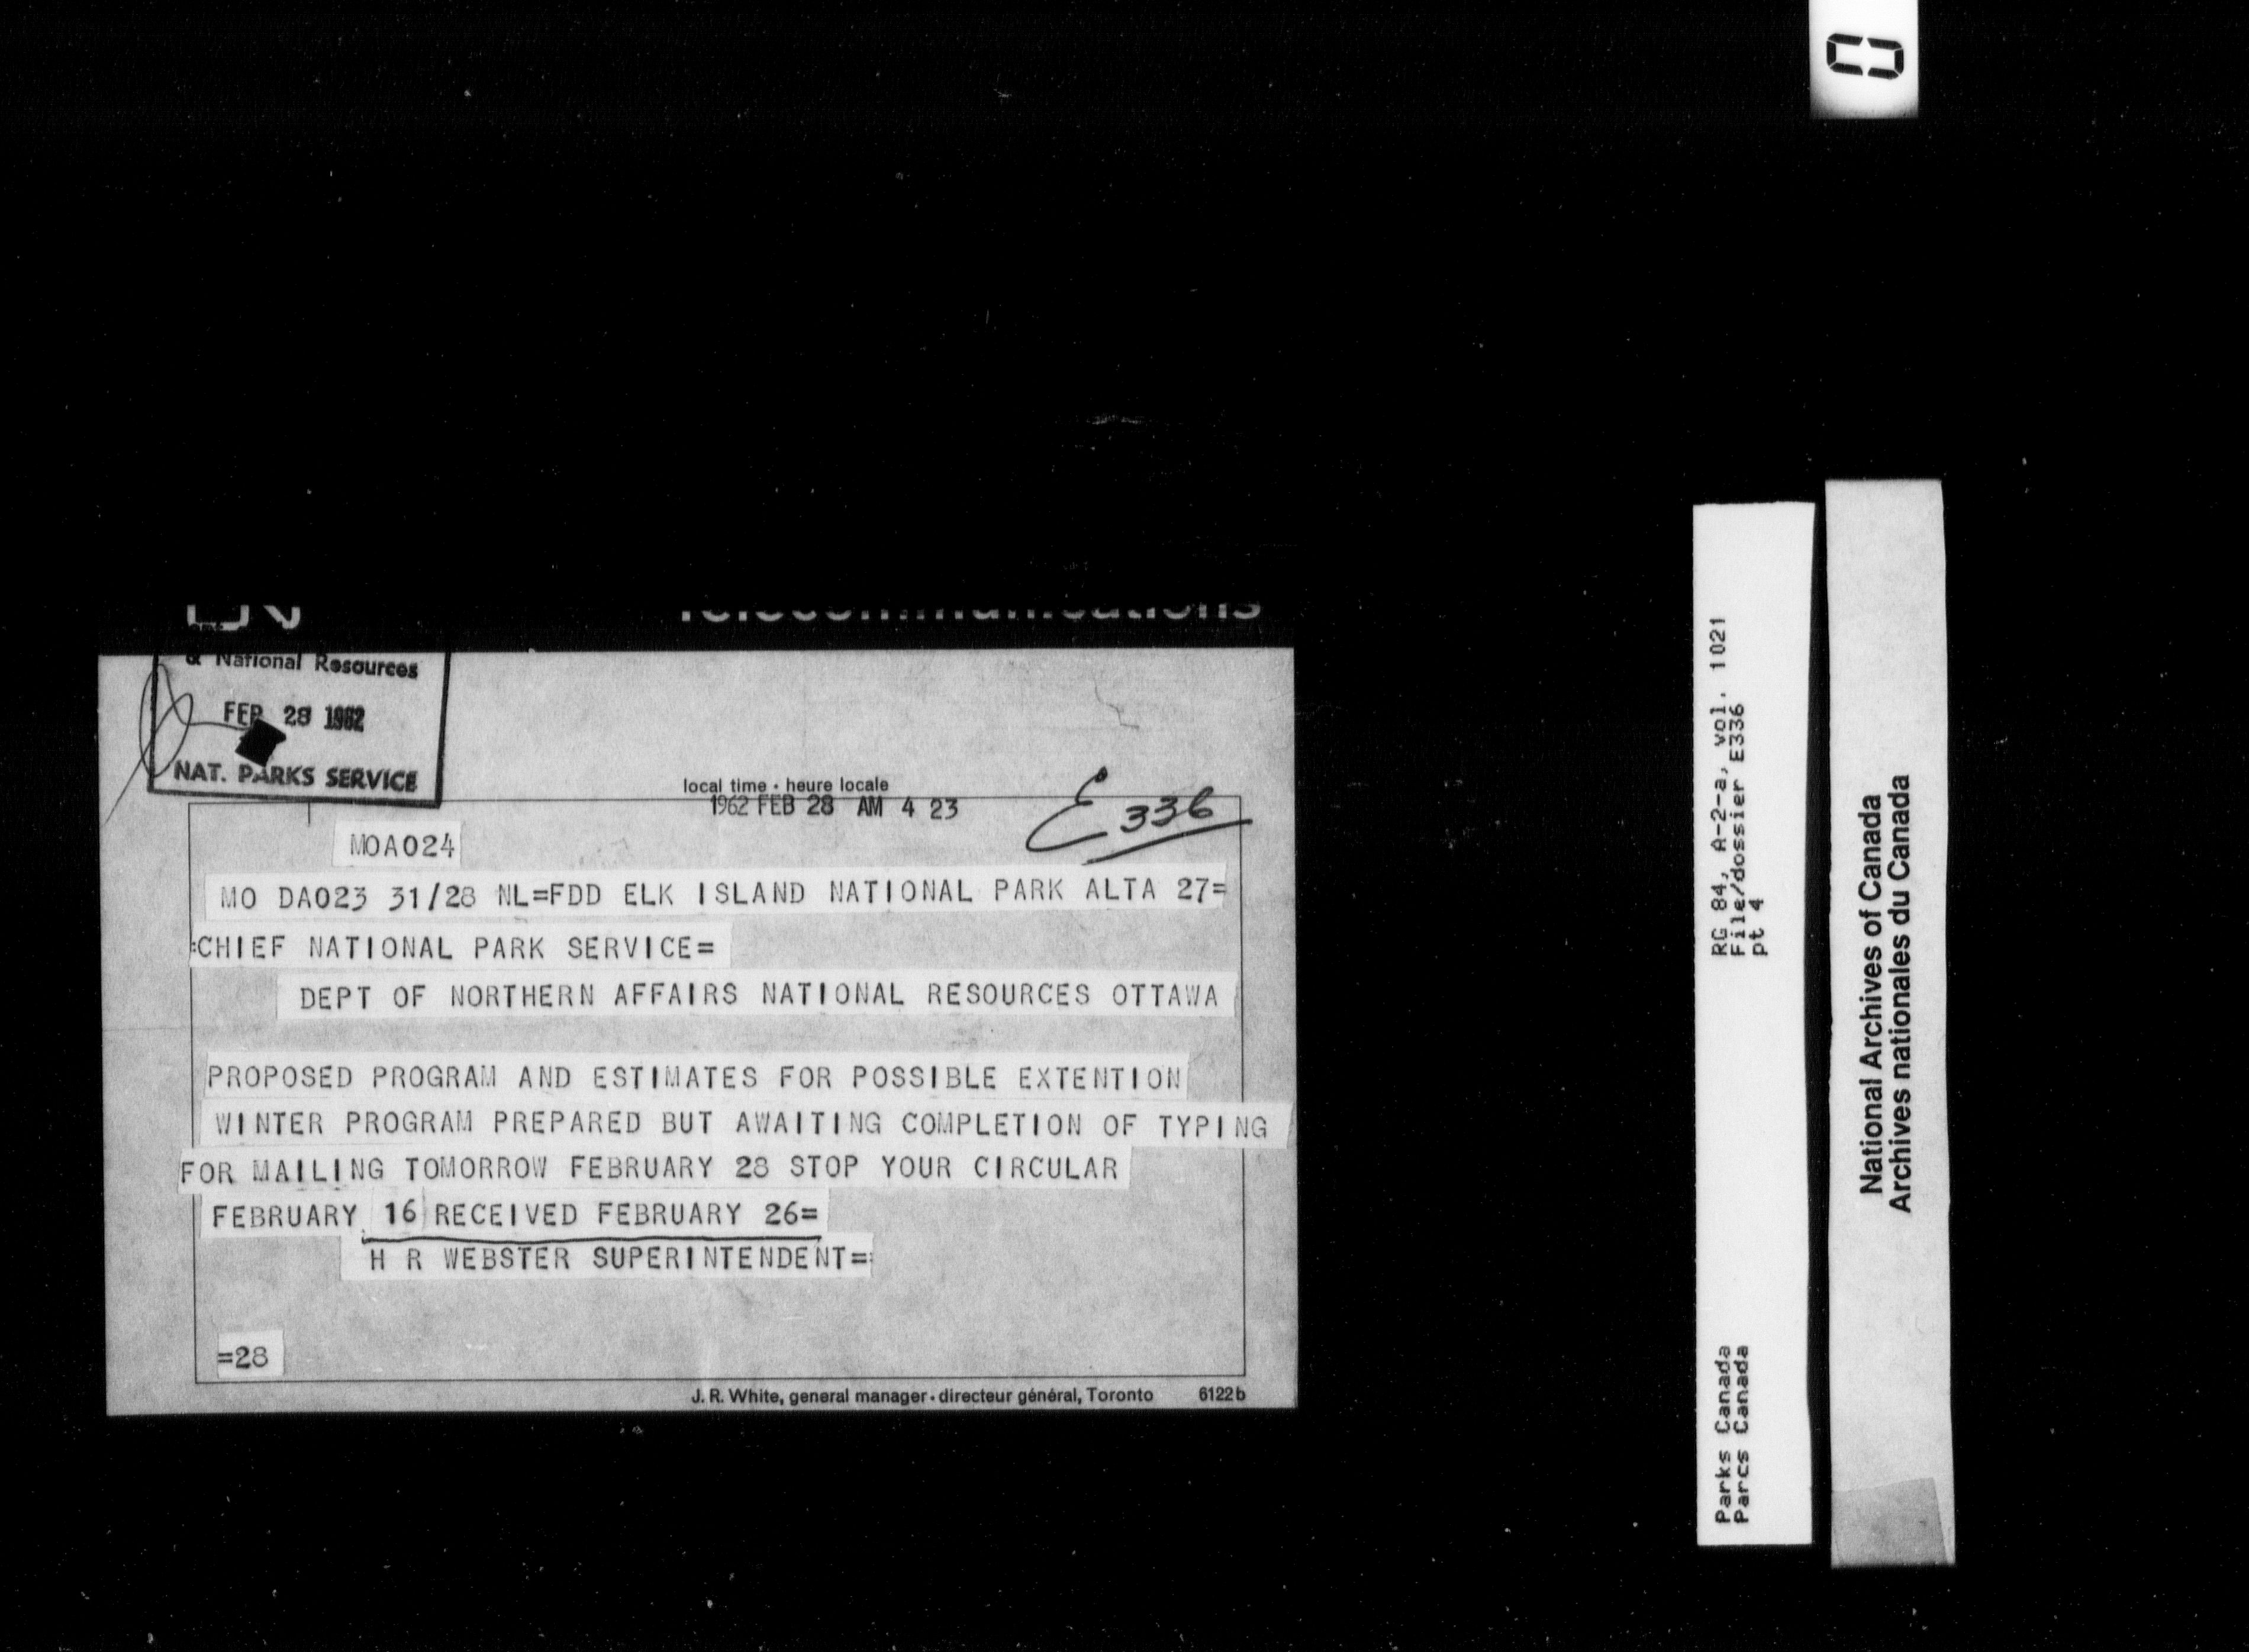 Telecommunications
& National Resources
FEB 28 1962
NAT. PARKS SERVICE
local time • heure locale
1962 FEB 28 AM 4 23
E 336
MOA024
MO DA023 31/28 NL=FDD ELK ISLAND NATIONAL PARK ALTA 27=
=CHIEF NATIONAL PARK SERVICE=
DEPT OF NORTHERN AFFAIRS NATIONAL RESOURCES OTTAWA
PROPOSED PROGRAM AND ESTIMATES FOR POSSIBLE EXTENTION
WINTER PROGRAM PREPARED BUT AWAITING COMPLETION OF TYPING
FOR MAILING TOMORROW FEBRUARY 28 STOP YOUR CIRCULAR
FEBRUARY 16 RECEIVED FEBRUARY 26=
H R WEBSTER SUPERINTENDENT=
=28
J. R. White, general manager • directeur général, Toronto 6122b
RG 84, A-2-a, vol. 1021
File/dossier E336
pt 4
Parks Canada
Parcs Canada
National Archives of Canada
Archives nationales du Canada